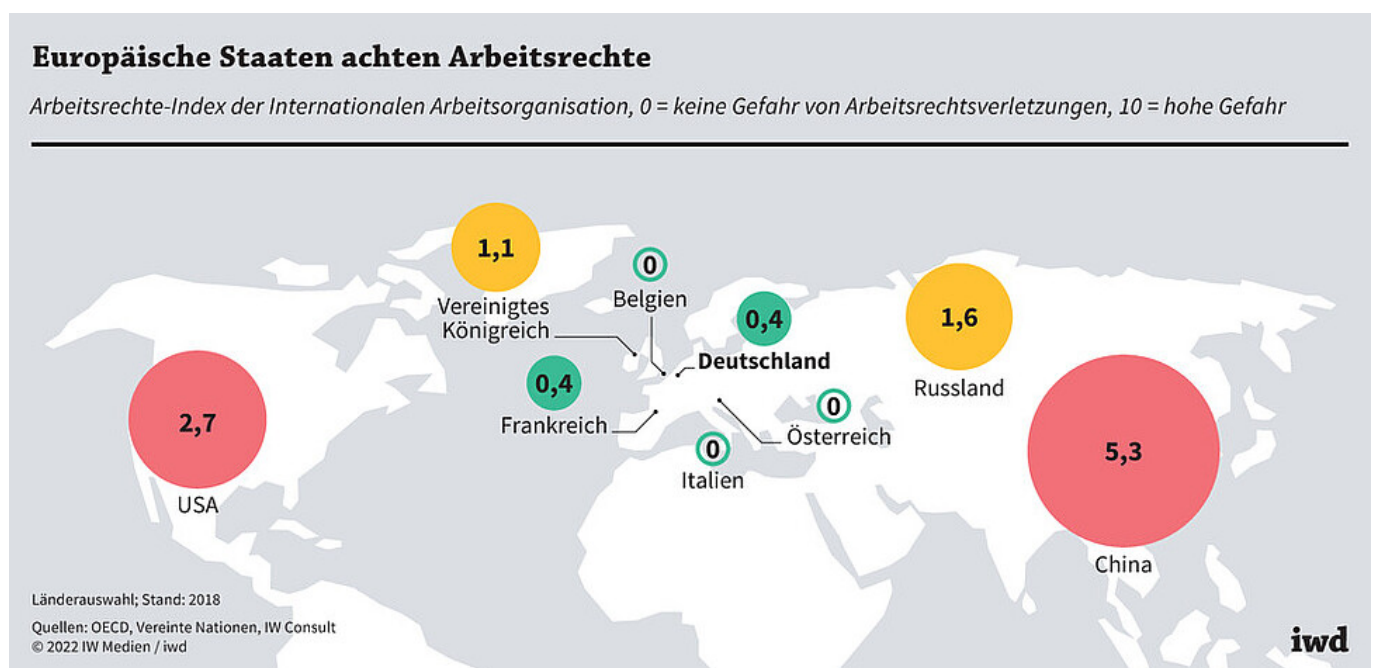 Europäische Staaten achten Arbeitsrechte
Arbeitsrechte-Index der Internationalen Arbeitsorganisation, 0 = keine Gefahr von Arbeitsrechtsverletzungen, 10 = hohe Gefahr
1,1
Vereinigtes
Königreich
0
Belgien
0,4
Deutschland
1,6
Russland
2,7
USA
0,4
Frankreich
0
Österreich
0
Italien
5,3
China
Länderauswahl; Stand: 2018
Quellen: OECD, Vereinte Nationen, IW Consult
© 2022 IW Medien / iwd
iwd